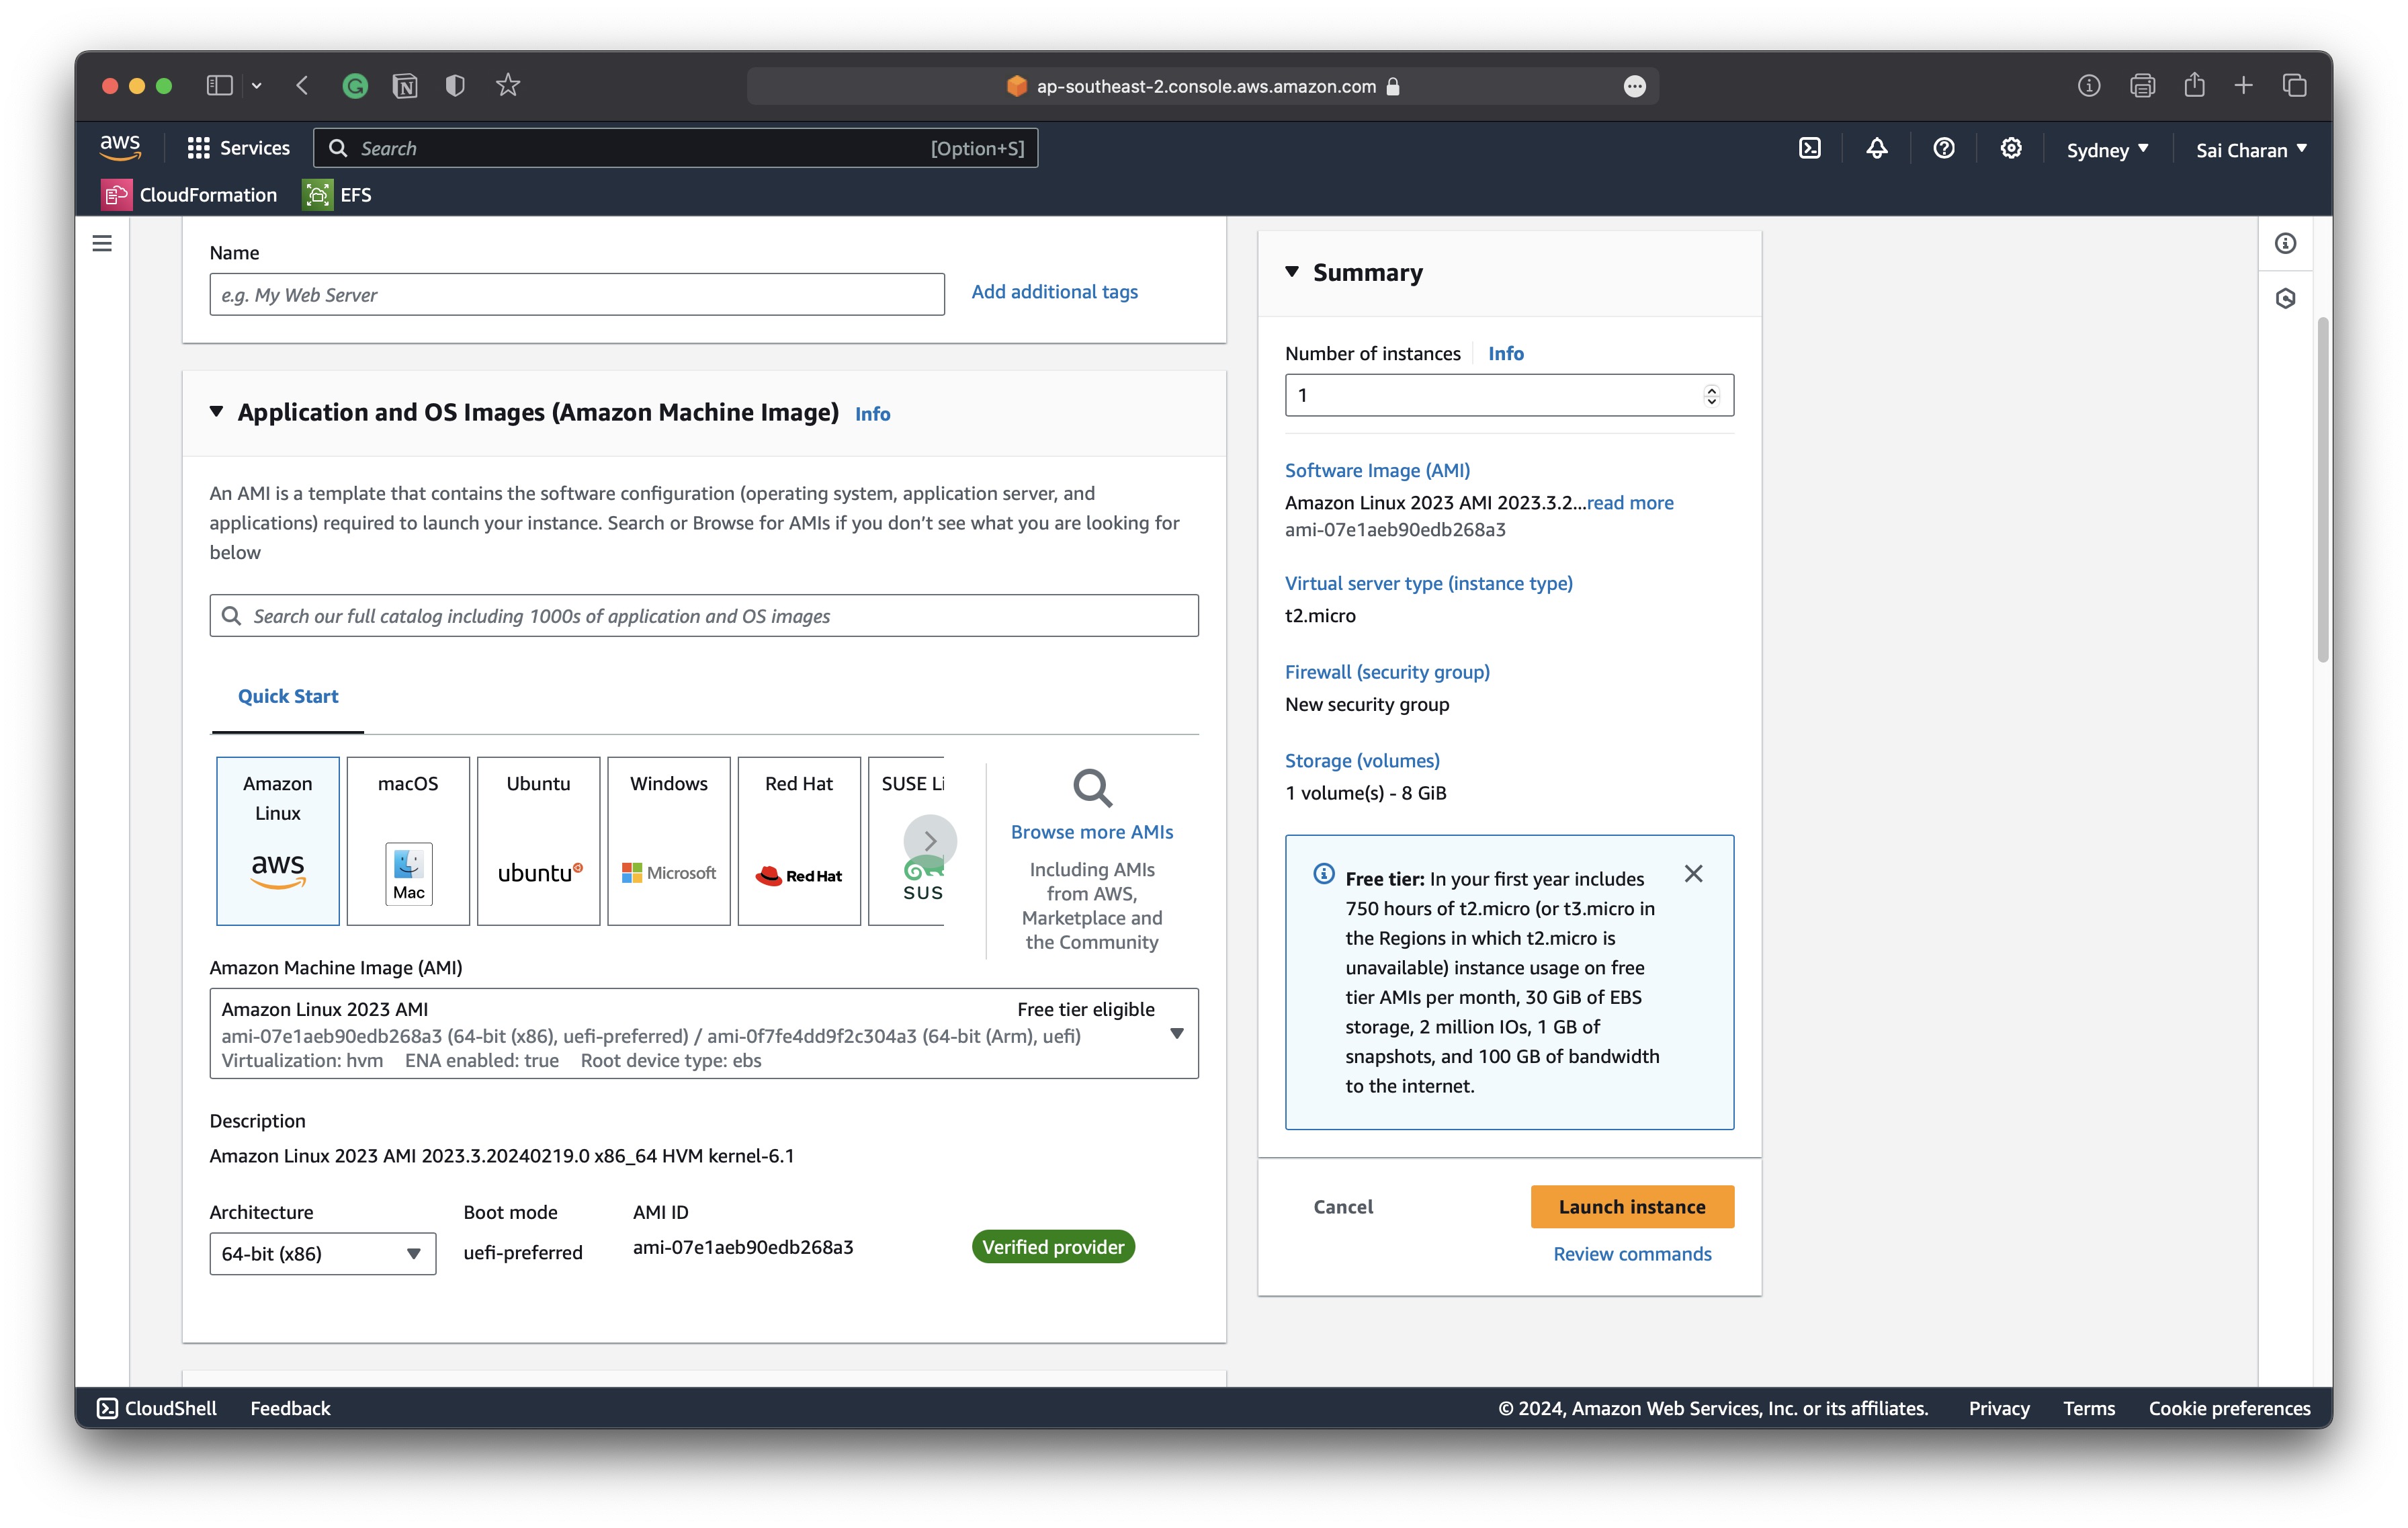 ap-southeast-2.console.aws.amazon.com
aws
Services
Search
[Option+S]
Sydney
Sai Charan
CloudFormation
EFS
Name
e.g. My Web Server
Add additional tags
Application and OS Images (Amazon Machine Image)
Info
An AMI is a template that contains the software configuration (operating system, application server, and
applications) required to launch your instance. Search or Browse for AMIs if you don’t see what you are looking for
below
Search our full catalog including 1000s of application and OS images
Quick Start
Amazon
Linux
aws
macOS
Mac
Ubuntu
ubuntu
Windows
Microsoft
Red Hat
Red Hat
SUSE Li
SUS
Browse more AMIs
Including AMIs
from AWS,
Marketplace and
the Community
Amazon Machine Image (AMI)
Amazon Linux 2023 AMI
Free tier eligible
ami-07e1aeb90edb268a3 (64-bit (x86), uefi-preferred) / ami-0f7fe4dd9f2c304a3 (64-bit (Arm), uefi)
Virtualization: hvm ENA enabled: true Root device type: ebs
Description
Amazon Linux 2023 AMI 2023.3.20240219.0 x86_64 HVM kernel-6.1
Architecture
64-bit (x86)
Boot mode
uefi-preferred
AMI ID
ami-07e1aeb90edb268a3
Verified provider
Summary
Number of instances
Info
1
Software Image (AMI)
Amazon Linux 2023 AMI 2023.3.2...read more
ami-07e1aeb90edb268a3
Virtual server type (instance type)
t2.micro
Firewall (security group)
New security group
Storage (volumes)
1 volume(s) - 8 GiB
Free tier: In your first year includes
750 hours of t2.micro (or t3.micro in
the Regions in which t2.micro is
unavailable) instance usage on free
tier AMIs per month, 30 GiB of EBS
storage, 2 million IOs, 1 GB of
snapshots, and 100 GB of bandwidth
to the internet.
Cancel
Launch instance
Review commands
CloudShell
Feedback
© 2024, Amazon Web Services, Inc. or its affiliates.
Privacy
Terms
Cookie preferences